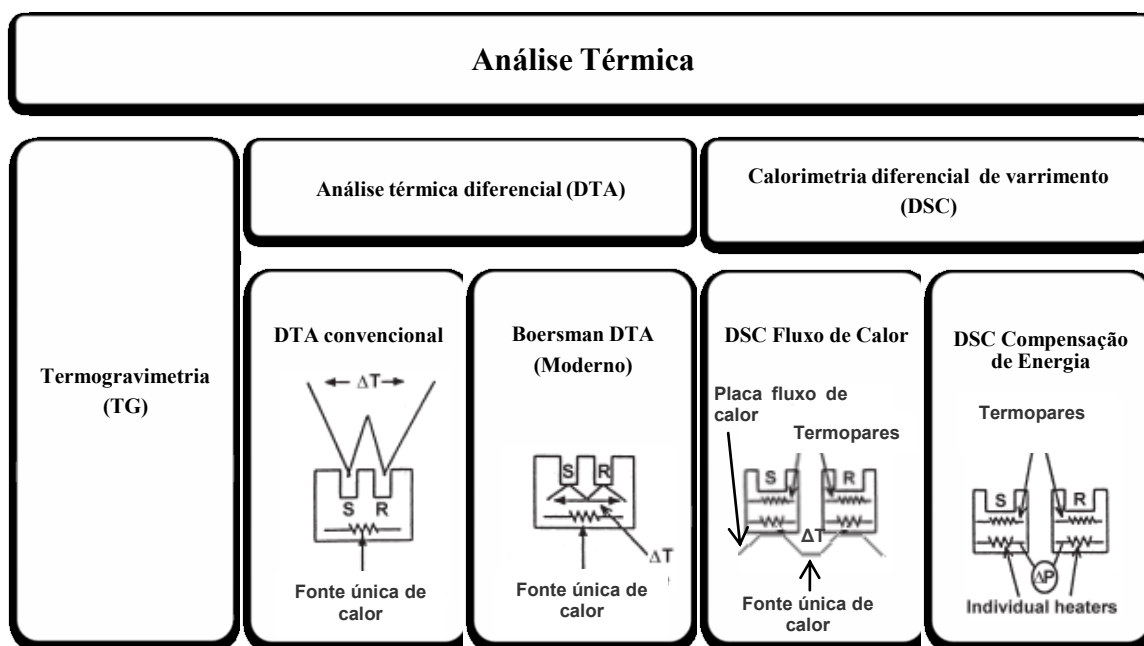 Análise Térmica
Termogravimetria
(TG)
Análise térmica diferencial (DTA)
Calorimetria diferencial de varrimento
(DSC)
DTA convencional
ΔT
S R
Fonte única de
calor
Boersman DTA
(Moderno)
S R
ΔT
Fonte única de
calor
DSC Fluxo de Calor
Placa fluxo de
calor
Termopares
S R
ΔT
Fonte única de
calor
DSC Compensação
de Energia
Termopares
S R
ΔP
Individual heaters